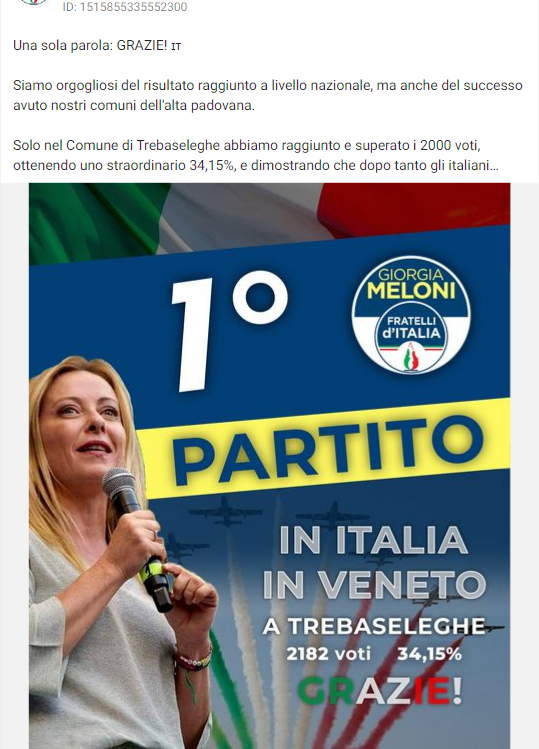 ID: 1515855335552300
Una sola parola: GRAZIE! IT
Siamo orgogliosi del risultato raggiunto a livello nazionale, ma anche del successo
avuto nostri comuni dell'alta padovana.
Solo nel Comune di Trebaseleghe abbiamo raggiunto e superato i 2000 voti,
ottenendo uno straordinario 34,15%, e dimostrando che dopo tanto gli italiani...
1°
GIORGIA
MELONI
FRATELLI
d'ITALIA
PARTITO
IN ITALIA
IN VENETO
A TREBASELEGHE
2182 voti 34,15%
GRAZIE!